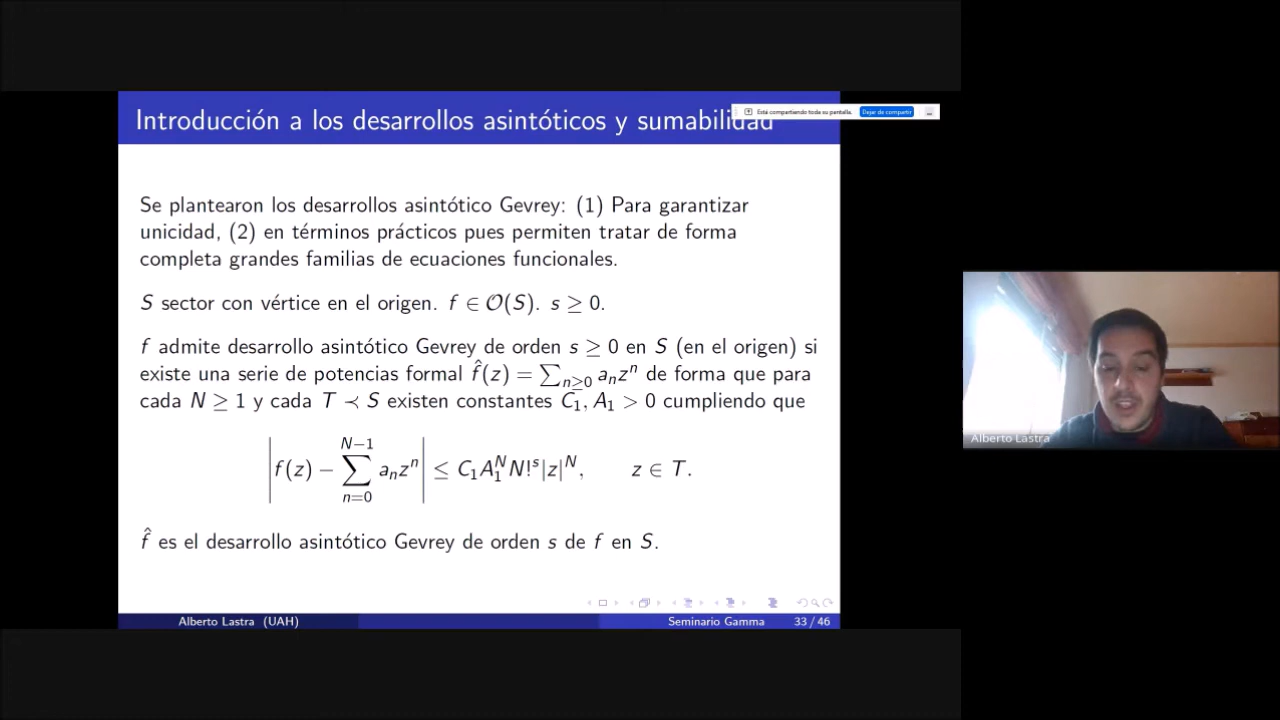 Introducción a los desarrollos asintóticos y sumabilidad
Está compartiendo toda su pantalla.
Dejar de compartir
Se plantearon los desarrollos asintótico Gevrey: (1) Para garantizar
unicidad, (2) en términos prácticos pues permiten tratar de forma
completa grandes familias de ecuaciones funcionales.
S sector con vértice en el origen. f ∈ O(S). s ≥ 0.
f admite desarrollo asintótico Gevrey de orden s ≥ 0 en S (en el origen) si
existe una serie de potencias formal f̂(z) = ∑_{n≥0} a_n z^n de forma que para
cada N ≥ 1 y cada T ≺ S existen constantes C_1, A_1 > 0 cumpliendo que
|f(z) − ∑_{n=0}^{N−1} a_n z^n| ≤ C_1 A_1^N N!^s |z|^N, z ∈ T.
f̂ es el desarrollo asintótico Gevrey de orden s de f en S.
Alberto Lastra (UAH)
Seminario Gamma
33 / 46
Alberto Lastra